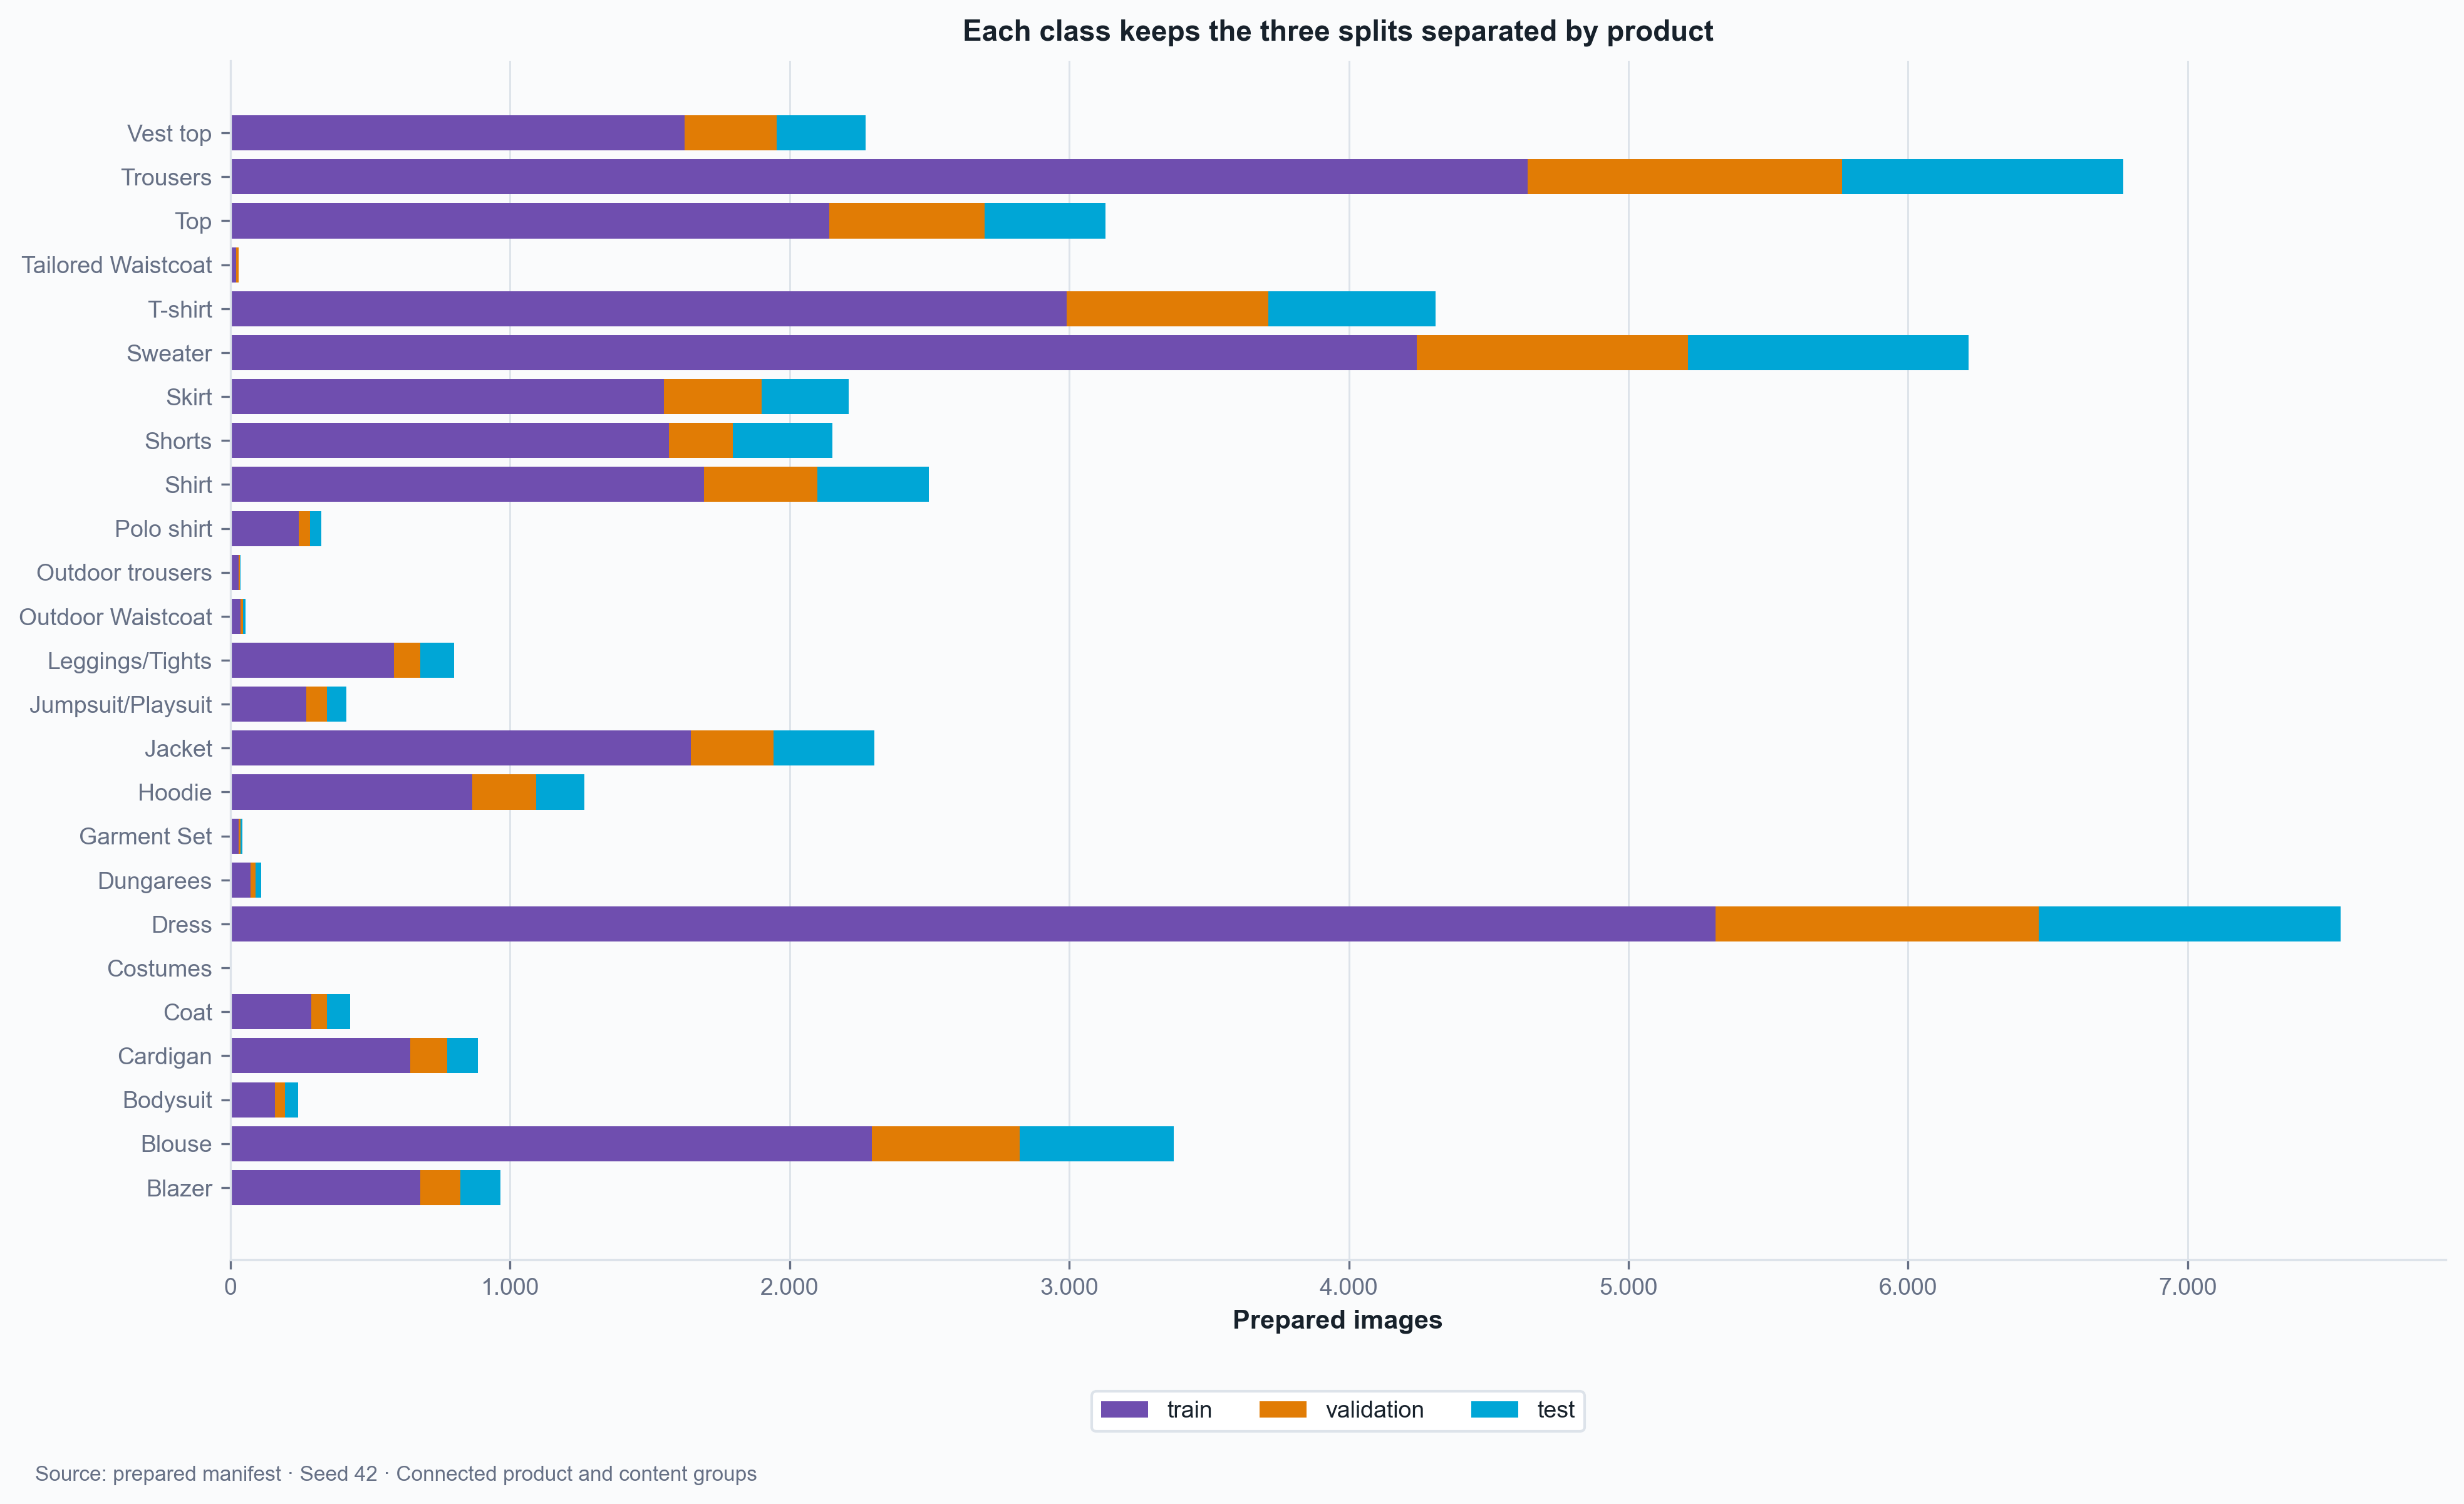 Each class keeps the three splits separated by product
Vest top
Trousers
Top
Tailored Waistcoat
T-shirt
Sweater
Skirt
Shorts
Shirt
Polo shirt
Outdoor trousers
Outdoor Waistcoat
Leggings/Tights
Jumpsuit/Playsuit
Jacket
Hoodie
Garment Set
Dungarees
Dress
Costumes
Coat
Cardigan
Bodysuit
Blouse
Blazer
0 1.000 2.000 3.000 4.000 5.000 6.000 7.000
Prepared images
train validation test
Source: prepared manifest · Seed 42 · Connected product and content groups